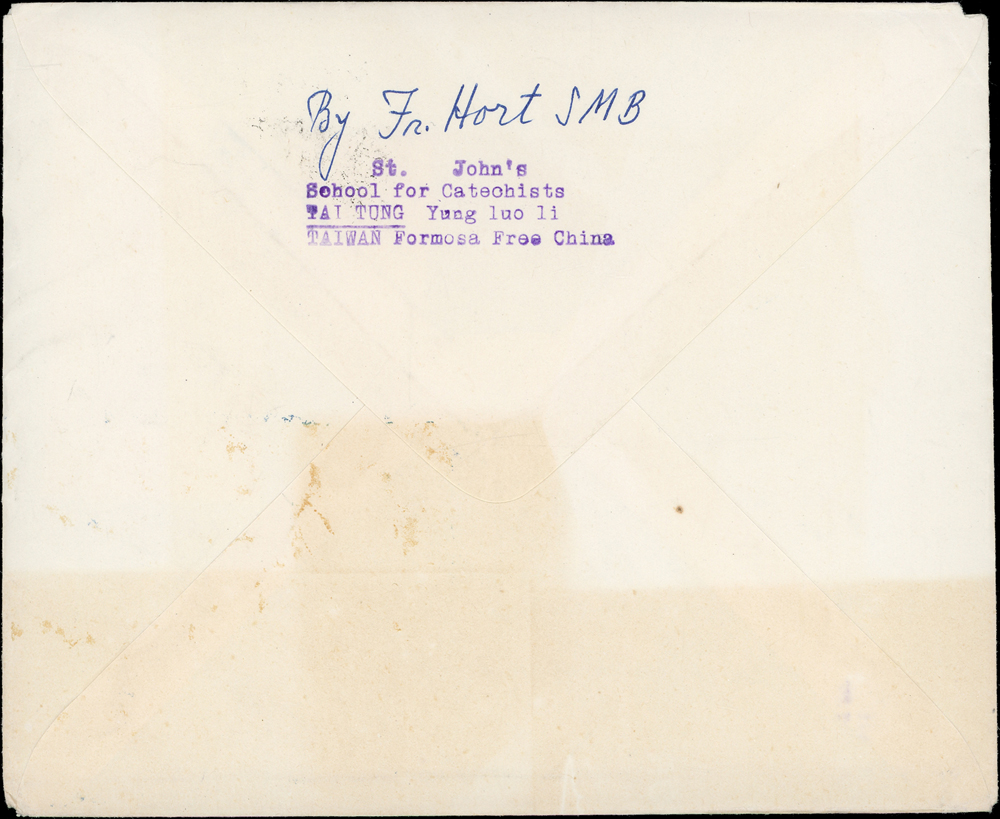 By Fr. Hort SMB
St. John's
School for Catechists
TAI TUNG Yung luo li
TAIWAN Formosa Free China